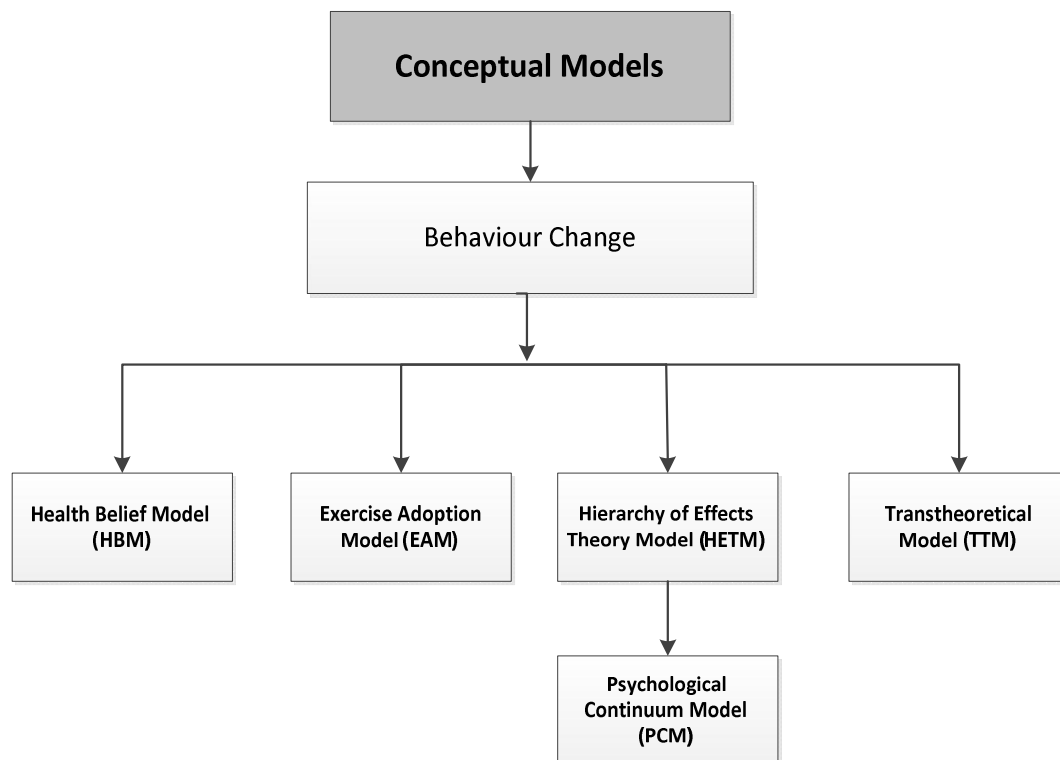 Conceptual Models
Behaviour Change
Health Belief Model
(HBM)
Exercise Adoption
Model (EAM)
Hierarchy of Effects
Theory Model (HETM)
Transtheoretical
Model (TTM)
Psychological
Continuum Model
(PCM)